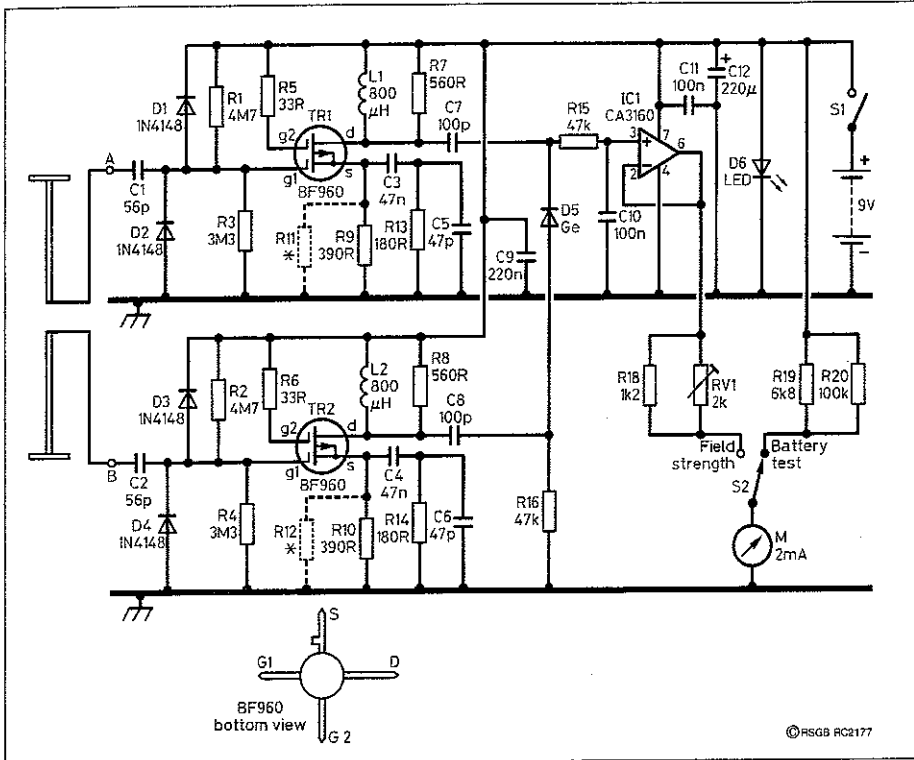 D1
1N4148
R1
4M7
R5
33R
g2
TR1
d
s
g1
BF960
L1
800
µH
R7
560R
C7
100p
A
C1
56p
D2
1N4148
R3
3M3
R11
*
R9
390R
C3
47n
R13
180R
C5
47p
C9
220n
D5
Ge
R15
47k
C10
100n
IC1
CA3160
3
+
2
-
7
6
4
C11
100n
+
C12
220µ
D6
LED
S1
+
9V
-
D3
1N4148
R2
4M7
R6
33R
g2
TR2
d
s
g1
BF960
L2
800
µH
R8
560R
C8
100p
B
C2
56p
D4
1N4148
R4
3M3
R12
*
R10
390R
C4
47n
R14
180R
C6
47p
R16
47k
R18
1k2
RV1
2k
R19
6k8
R20
100k
Field
strength
Battery
test
S2
M
2mA
S
G1
D
G2
BF960
bottom view
©RSGB RC2177